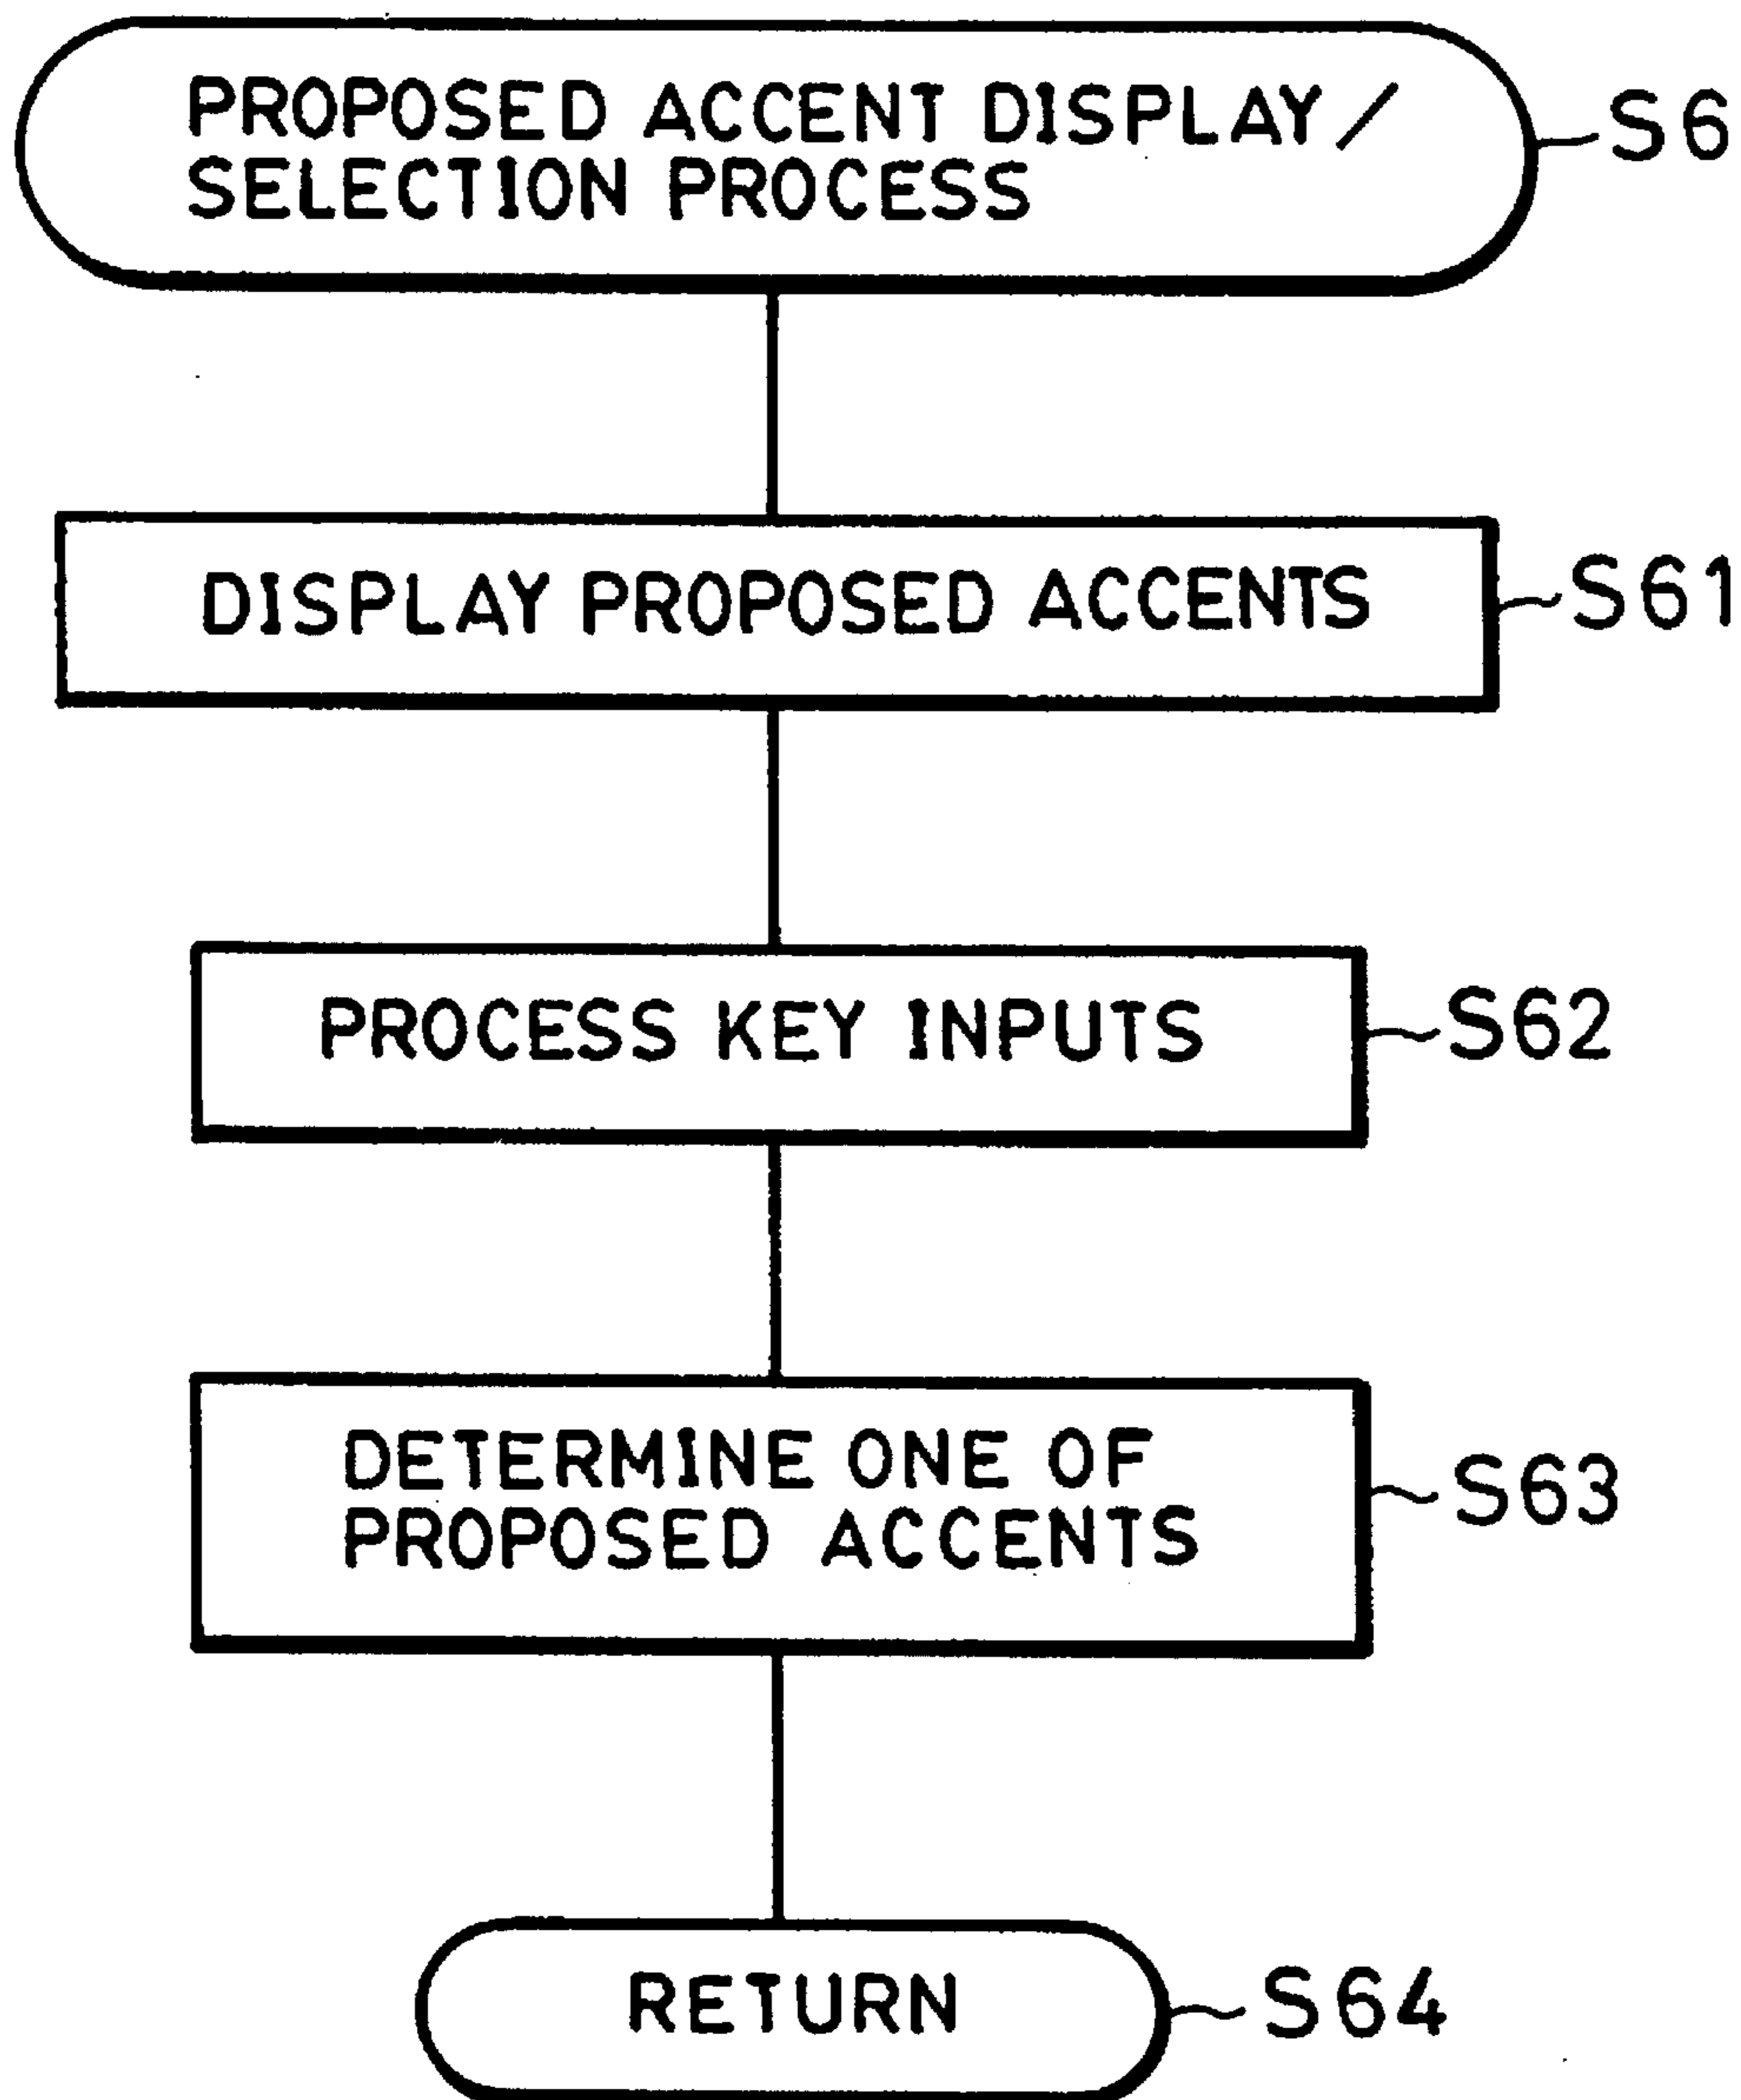 PROPOSED ACCENT DISPLAY /
SELECTION PROCESS
S6
DISPLAY PROPOSED ACCENTS
S61
PROCESS KEY INPUTS
S62
DETERMINE ONE OF
PROPOSED ACCENTS
S63
RETURN
S64